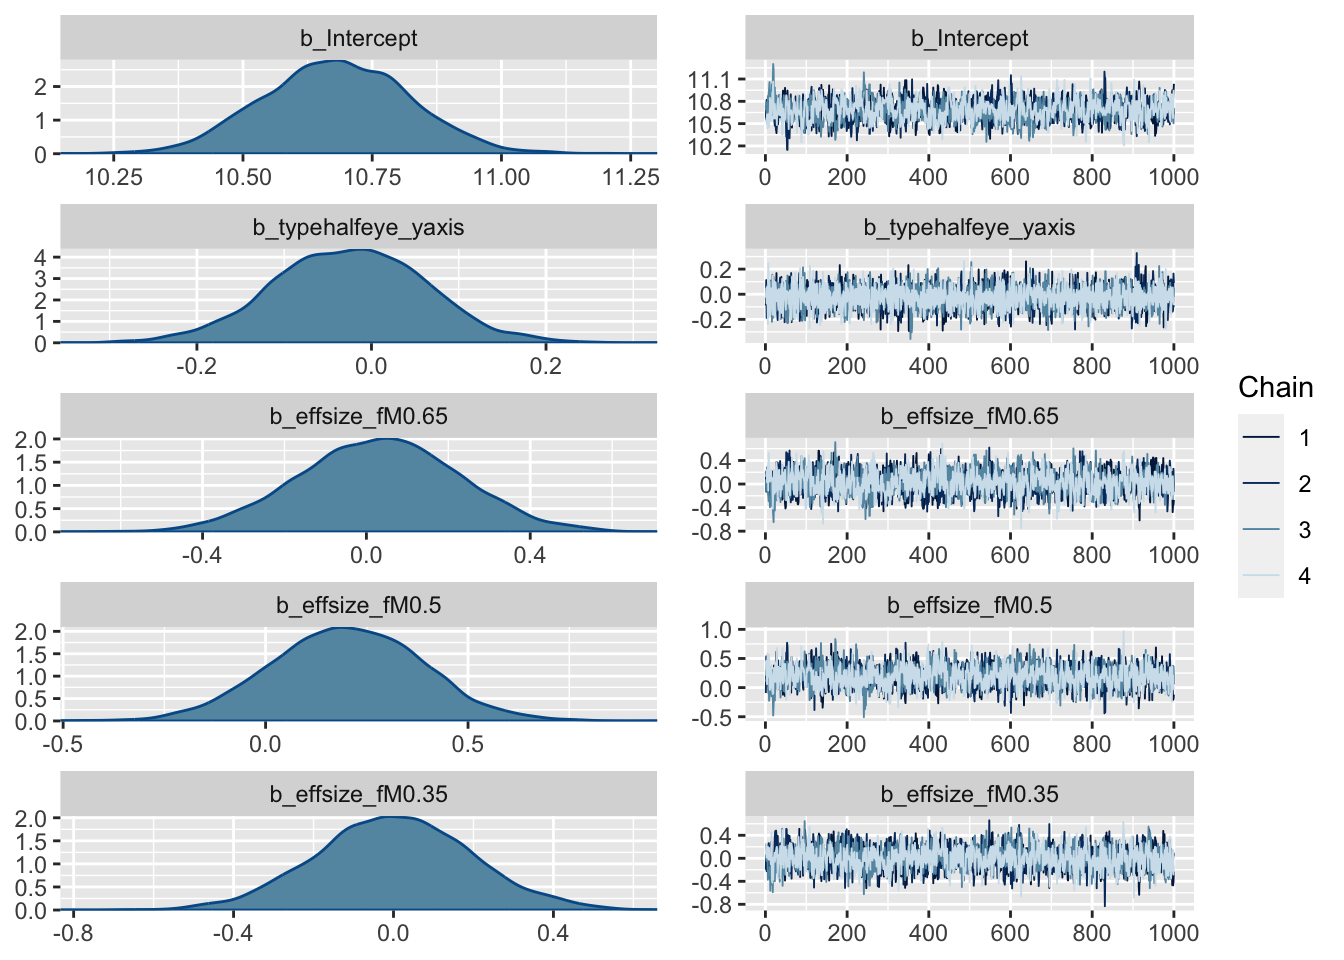 b_Intercept
2
1
0
10.25 10.50 10.75 11.00 11.25
b_Intercept
11.1
10.8
10.5
10.2
0 200 400 600 800 1000
b_typehalfeye_yaxis
4
3
2
1
0
-0.2 0.0 0.2
b_typehalfeye_yaxis
0.2
0.0
-0.2
0 200 400 600 800 1000
b_effsize_fM0.65
2.0
1.5
1.0
0.5
0.0
-0.4 0.0 0.4
b_effsize_fM0.65
0.4
0.0
-0.4
-0.8
0 200 400 600 800 1000
b_effsize_fM0.5
2.0
1.5
1.0
0.5
0.0
-0.5 0.0 0.5
b_effsize_fM0.5
1.0
0.5
0.0
-0.5
0 200 400 600 800 1000
b_effsize_fM0.35
2.0
1.5
1.0
0.5
0.0
-0.8 -0.4 0.0 0.4
b_effsize_fM0.35
0.4
0.0
-0.4
-0.8
0 200 400 600 800 1000
Chain
1
2
3
4